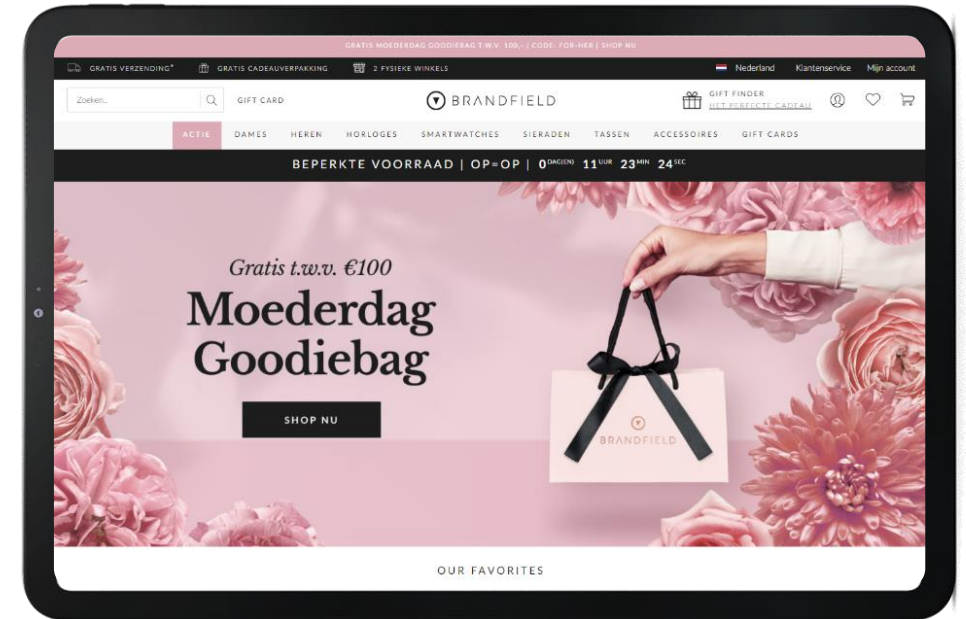 GRATIS MOEDERDAG GOODIEBAG T.W.V. 100,- | CODE: FOR-HER | SHOP NU
GRATIS VERZENDING* GRATIS CADEAUVERPAKKING 2 FYSIEKE WINKELS Nederland Klantenservice Mijn account
Zoeken.. GIFT CARD BRANDFIELD GIFT FINDER
HET PERFECTE CADEAU
ACTIE DAMES HEREN HORLOGES SMARTWATCHES SIERADEN TASSEN ACCESSOIRES GIFT CARDS
BEPERKTE VOORRAAD | OP=OP | 0 DAG(EN) 11 UUR 23 MIN 24 SEC
Gratis t.w.v. €100
Moederdag
Goodiebag
SHOP NU
BRANDFIELD
OUR FAVORITES